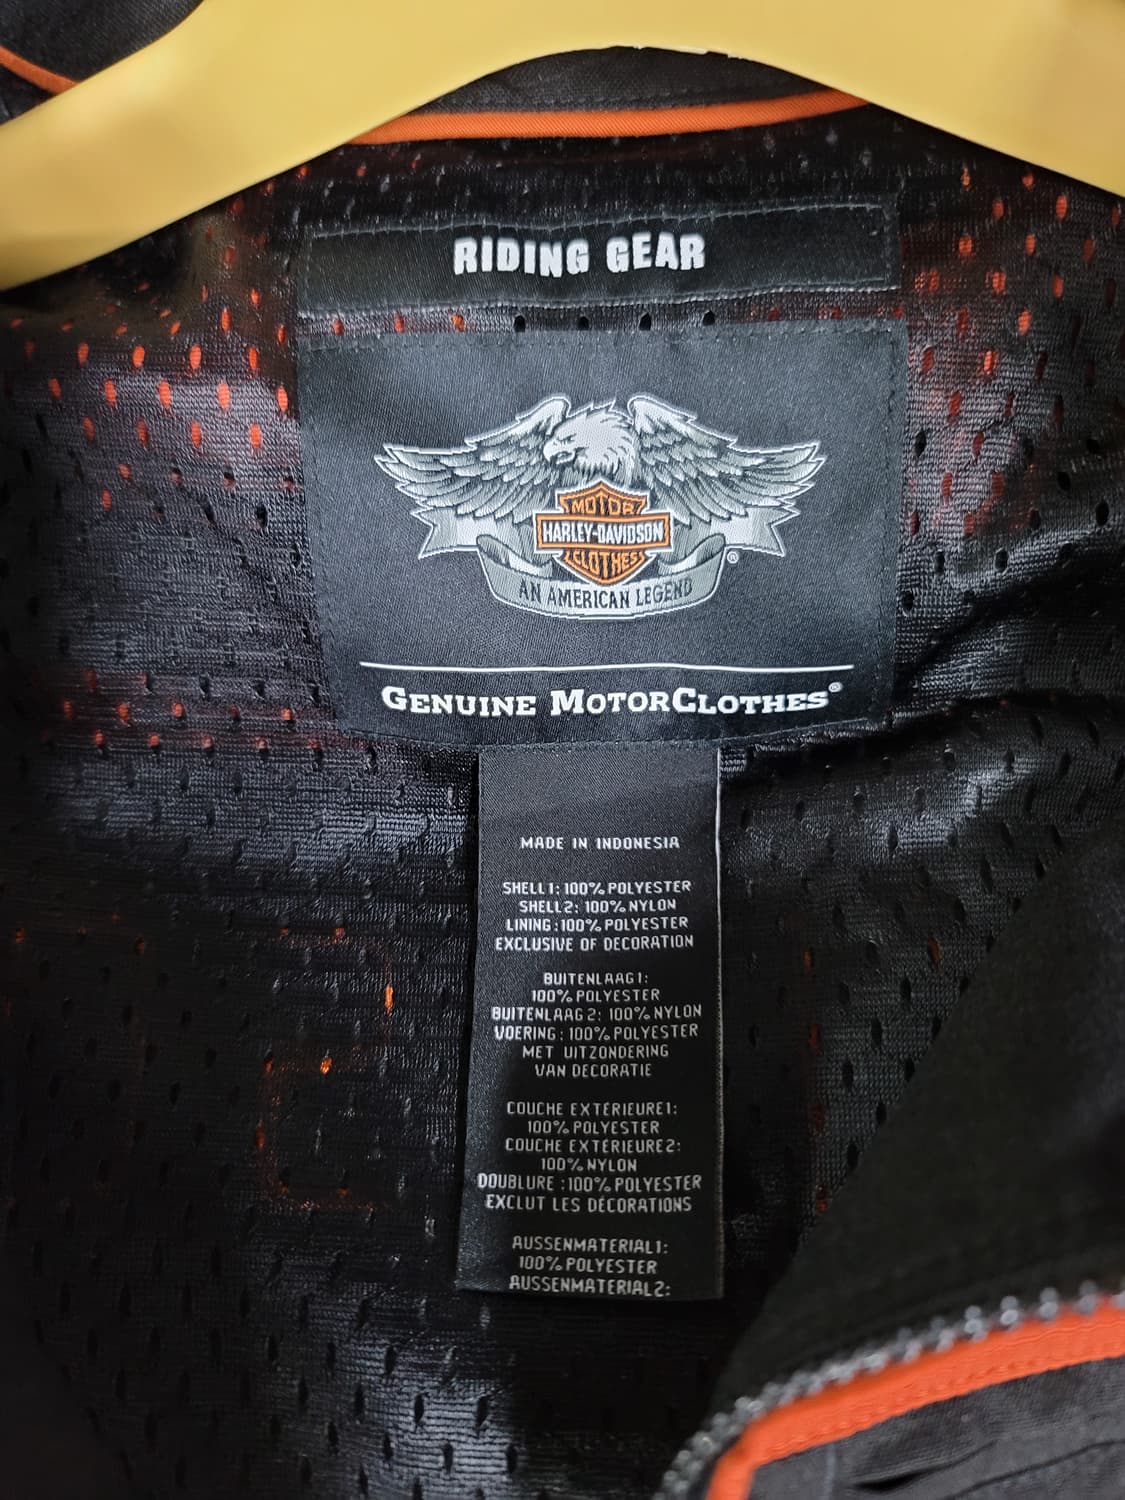 RIDING GEAR
MOTOR
HARLEY-DAVIDSON
CLOTHES
®
AN AMERICAN LEGEND
GENUINE MOTORCLOTHES®
MADE IN INDONESIA
SHELL1: 100% POLYESTER
SHELL2: 100% NYLON
LINING :100% POLYESTER
EXCLUSIVE OF DECORATION
BUITENLAAG1:
100% POLYESTER
BUITENLAAG2: 100% NYLON
VOERING : 100% POLYESTER
MET UITZONDERING
VAN DECORATIE
COUCHE EXTÉRIEURE1:
100% POLYESTER
COUCHE EXTÉRIEURE2:
100% NYLON
DOUBLURE :100% POLYESTER
EXCLUT LES DÉCORATIONS
AUSSENMATERIAL1:
100% POLYESTER
AUSSENMATERIAL2: